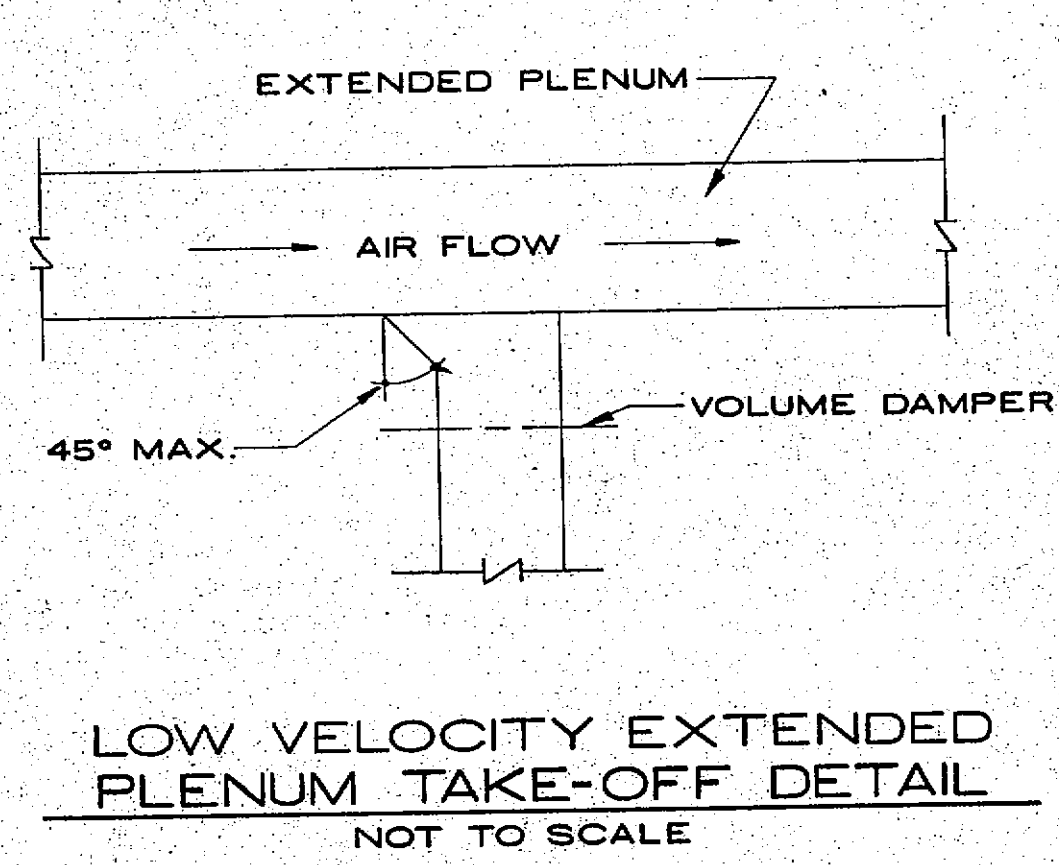 EXTENDED PLENUM
AIR FLOW
VOLUME DAMPER
45° MAX.
LOW VELOCITY EXTENDED
PLENUM TAKE-OFF DETAIL
NOT TO SCALE